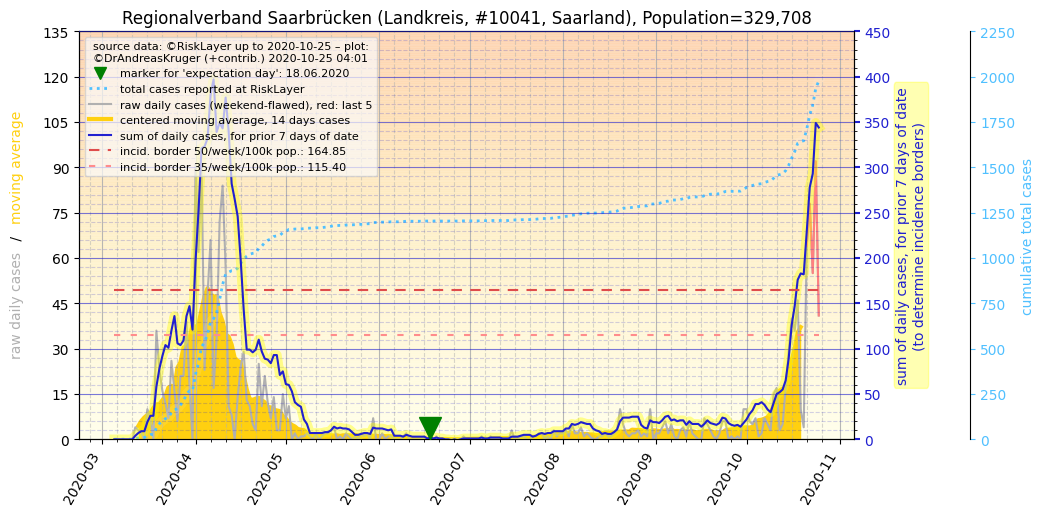 Regionalverband Saarbrücken (Landkreis, #10041, Saarland), Population=329,708
source data: ©RiskLayer up to 2020-10-25 – plot:
©DrAndreasKruger (+contrib.) 2020-10-25 04:01
marker for 'expectation day': 18.06.2020
total cases reported at RiskLayer
raw daily cases (weekend-flawed), red: last 5
centered moving average, 14 days cases
sum of daily cases, for prior 7 days of date
incid. border 50/week/100k pop.: 164.85
incid. border 35/week/100k pop.: 115.40
raw daily cases / moving average
135
120
105
90
75
60
45
30
15
0
450
400
350
300
250
200
150
100
50
0
sum of daily cases, for prior 7 days of date
(to determine incidence borders)
2250
2000
1750
1500
1250
1000
750
500
250
0
cumulative total cases
2020-03
2020-04
2020-05
2020-06
2020-07
2020-08
2020-09
2020-10
2020-11